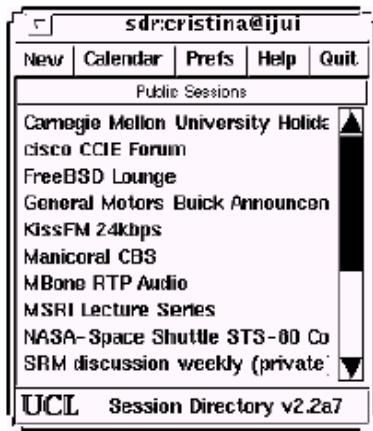 sdr:cristina@ijui
New Calendar Prefs Help Quit
Public Sessions
Carnegie Mellon University Holida
cisco CCIE Forum
FreeBSD Lounge
General Motors Buick Announcen
KissFM 24kbps
Manicoral CBS
MBone RTP Audio
MSRI Lecture Series
NASA-Space Shuttle STS-80 Co
SRM discussion weekly (private)
UCL Session Directory v2.2a7